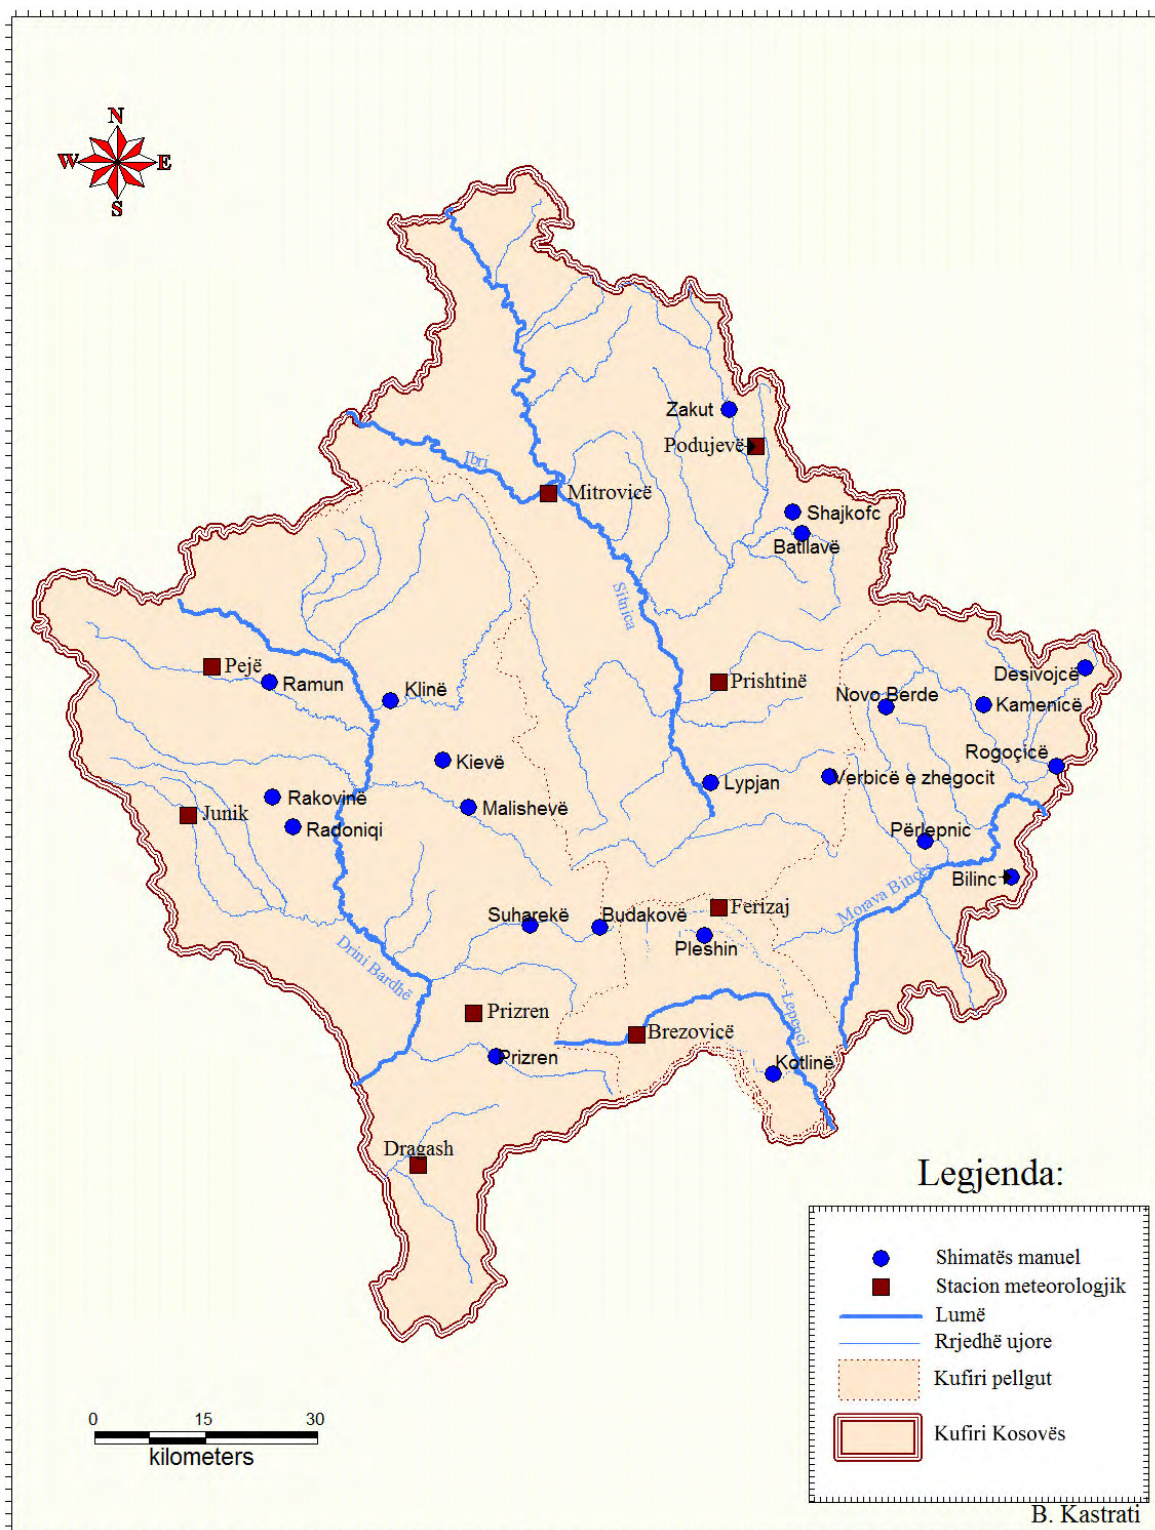 N
W E
S
Zakut
Podujevë
Ibri
Mitrovicë
Shajkofc
Batllavë
Sitnica
Pejë
Ramun
Klinë
Prishtinë
Desivojcë
Novo Berde
Kamenicë
Rogoçicë
Kievë
Lypjan
Verbicë e zhegocit
Rakovinë
Malishevë
Junik
Radoniqi
Përlepnic
Bilinc
Morava Binçës
Suharekë
Budakovë
Ferizaj
Pleshin
Drini Bardhë
Lepenci
Prizren
Brezovicë
Prizren
Kotlinë
Dragash
Legjenda:
Shimatës manuel
Stacion meteorologjik
Lumë
Rrjedhë ujore
Kufiri pellgut
Kufiri Kosovës
0 15 30
kilometers
B. Kastrati